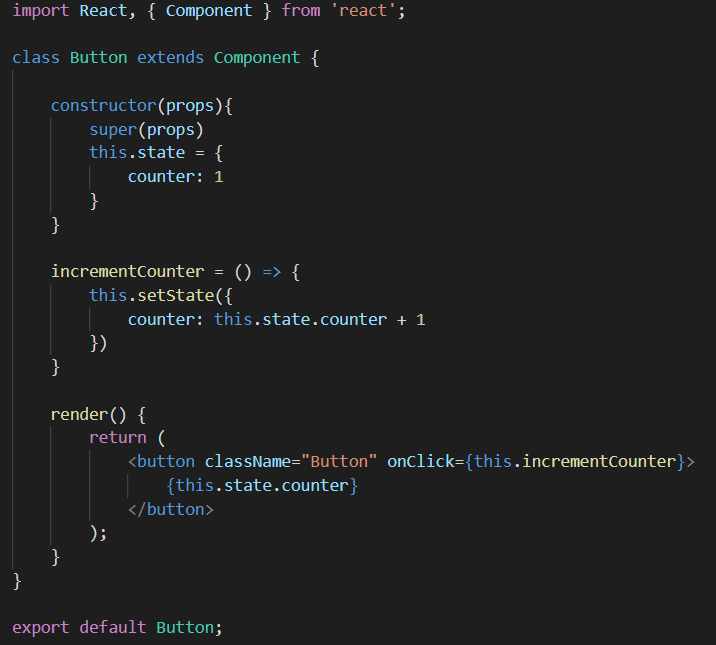 import React, { Component } from 'react';
class Button extends Component {
constructor(props){
super(props)
this.state = {
counter: 1
}
}
incrementCounter = () => {
this.setState({
counter: this.state.counter + 1
})
}
render() {
return (
<button className="Button" onClick={this.incrementCounter}>
{this.state.counter}
</button>
);
}
}
export default Button;